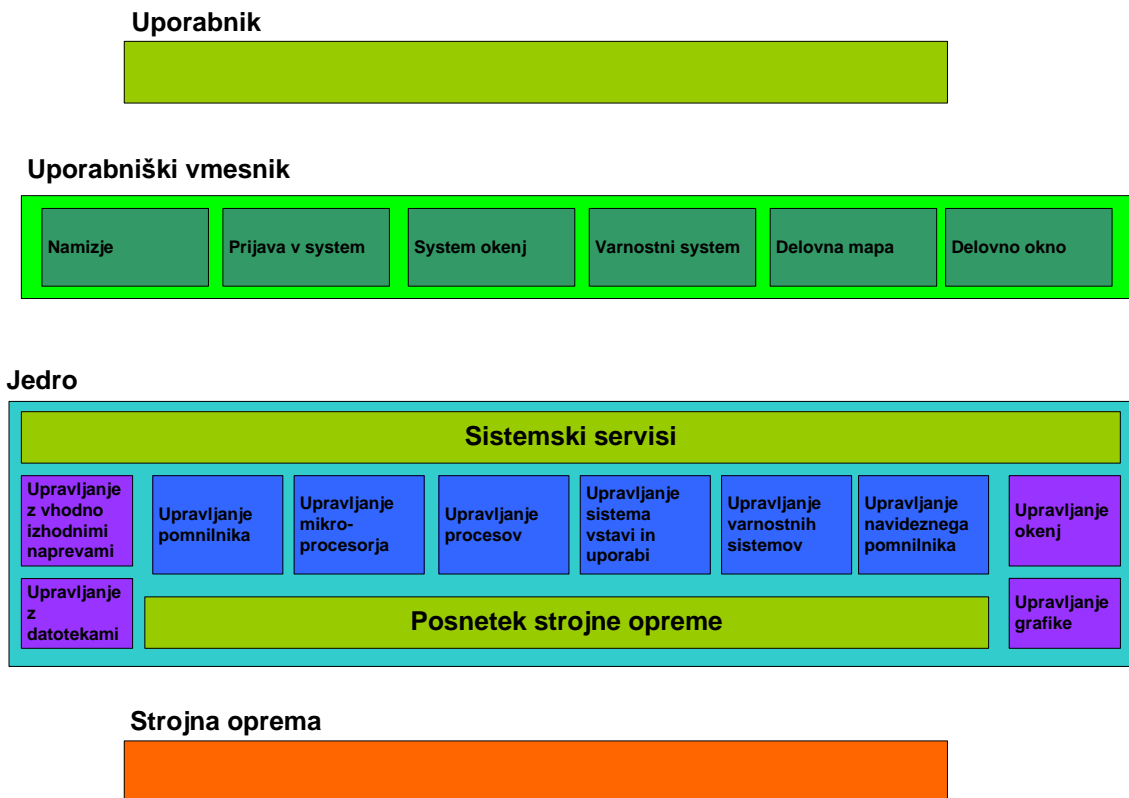 Uporabnik
Uporabniški vmesnik
Namizje
Prijava v system
System okenj
Varnostni system
Delovna mapa
Delovno okno
Jedro
Sistemski servisi
Upravljanje
z vhodno
izhodnimi
naprevami
Upravljanje
pomnilnika
Upravljanje
mikro-
procesorja
Upravljanje
procesov
Upravljanje
sistema
vstavi in
uporabi
Upravljanje
varnostnih
sistemov
Upravljanje
navideznega
pomnilnika
Upravljanje
okenj
Upravljanje
z
datotekami
Posnetek strojne opreme
Upravljanje
grafike
Strojna oprema